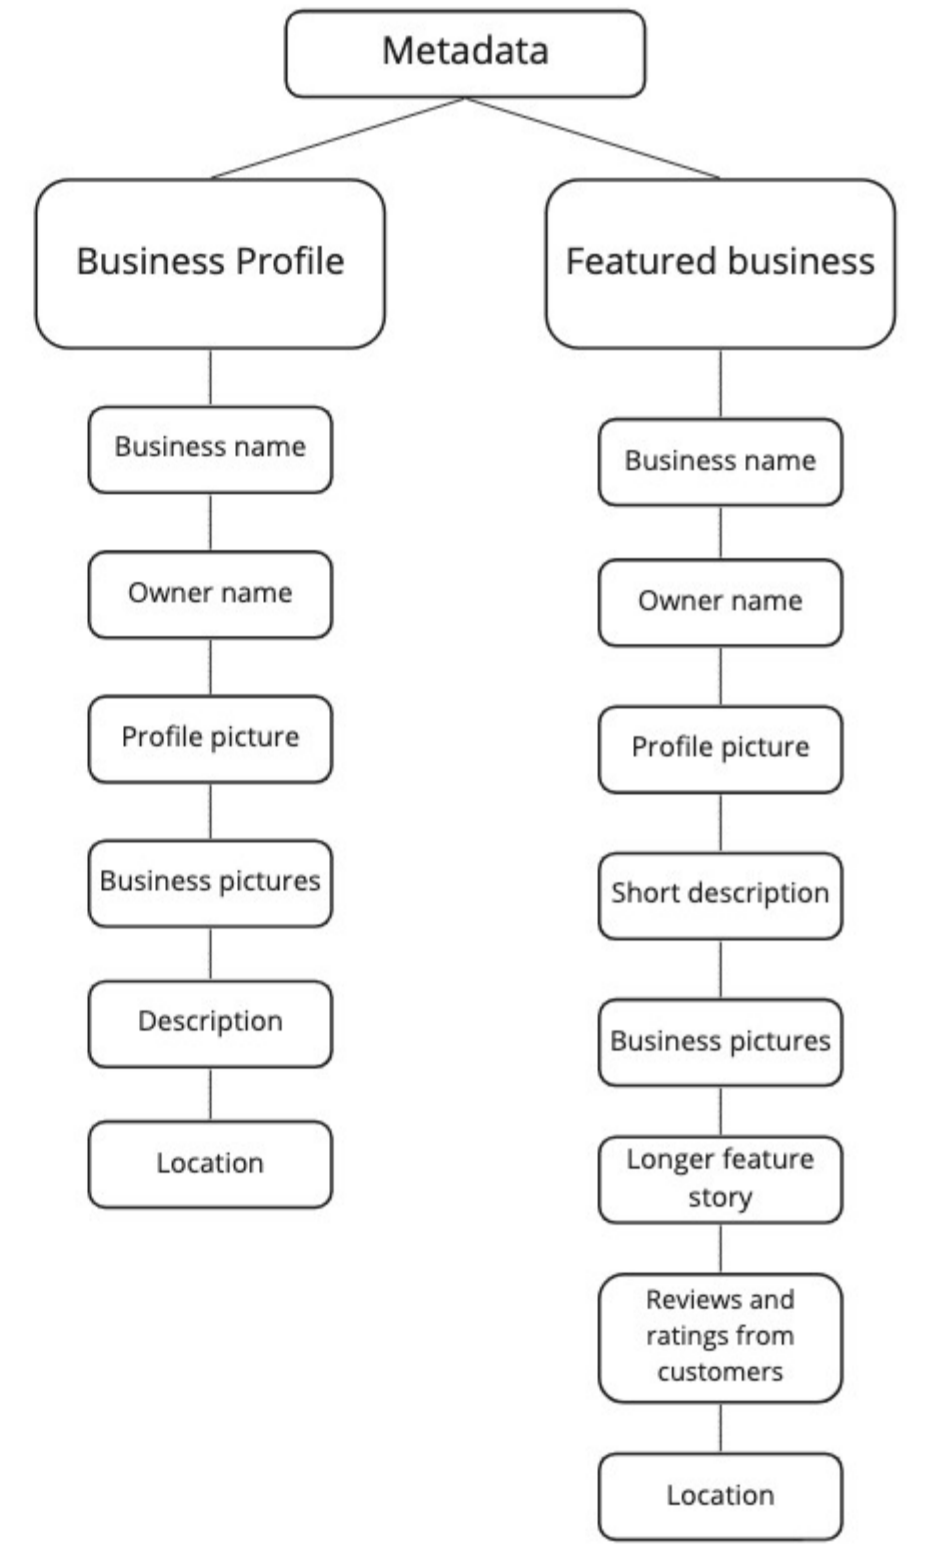 Metadata
Business Profile
Business name
Owner name
Profile picture
Business pictures
Description
Location
Featured business
Business name
Owner name
Profile picture
Short description
Business pictures
Longer feature
story
Reviews and
ratings from
customers
Location